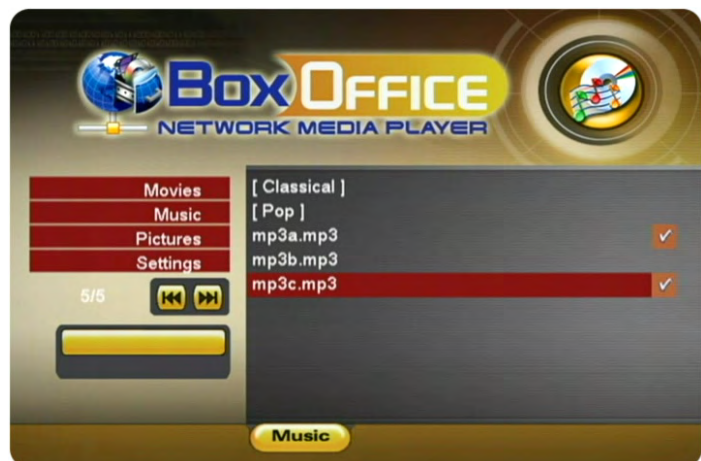 BOX OFFICE
NETWORK MEDIA PLAYER
Movies
Music
Pictures
Settings
5/5
[ Classical ]
[ Pop ]
mp3a.mp3
mp3b.mp3
mp3c.mp3
Music